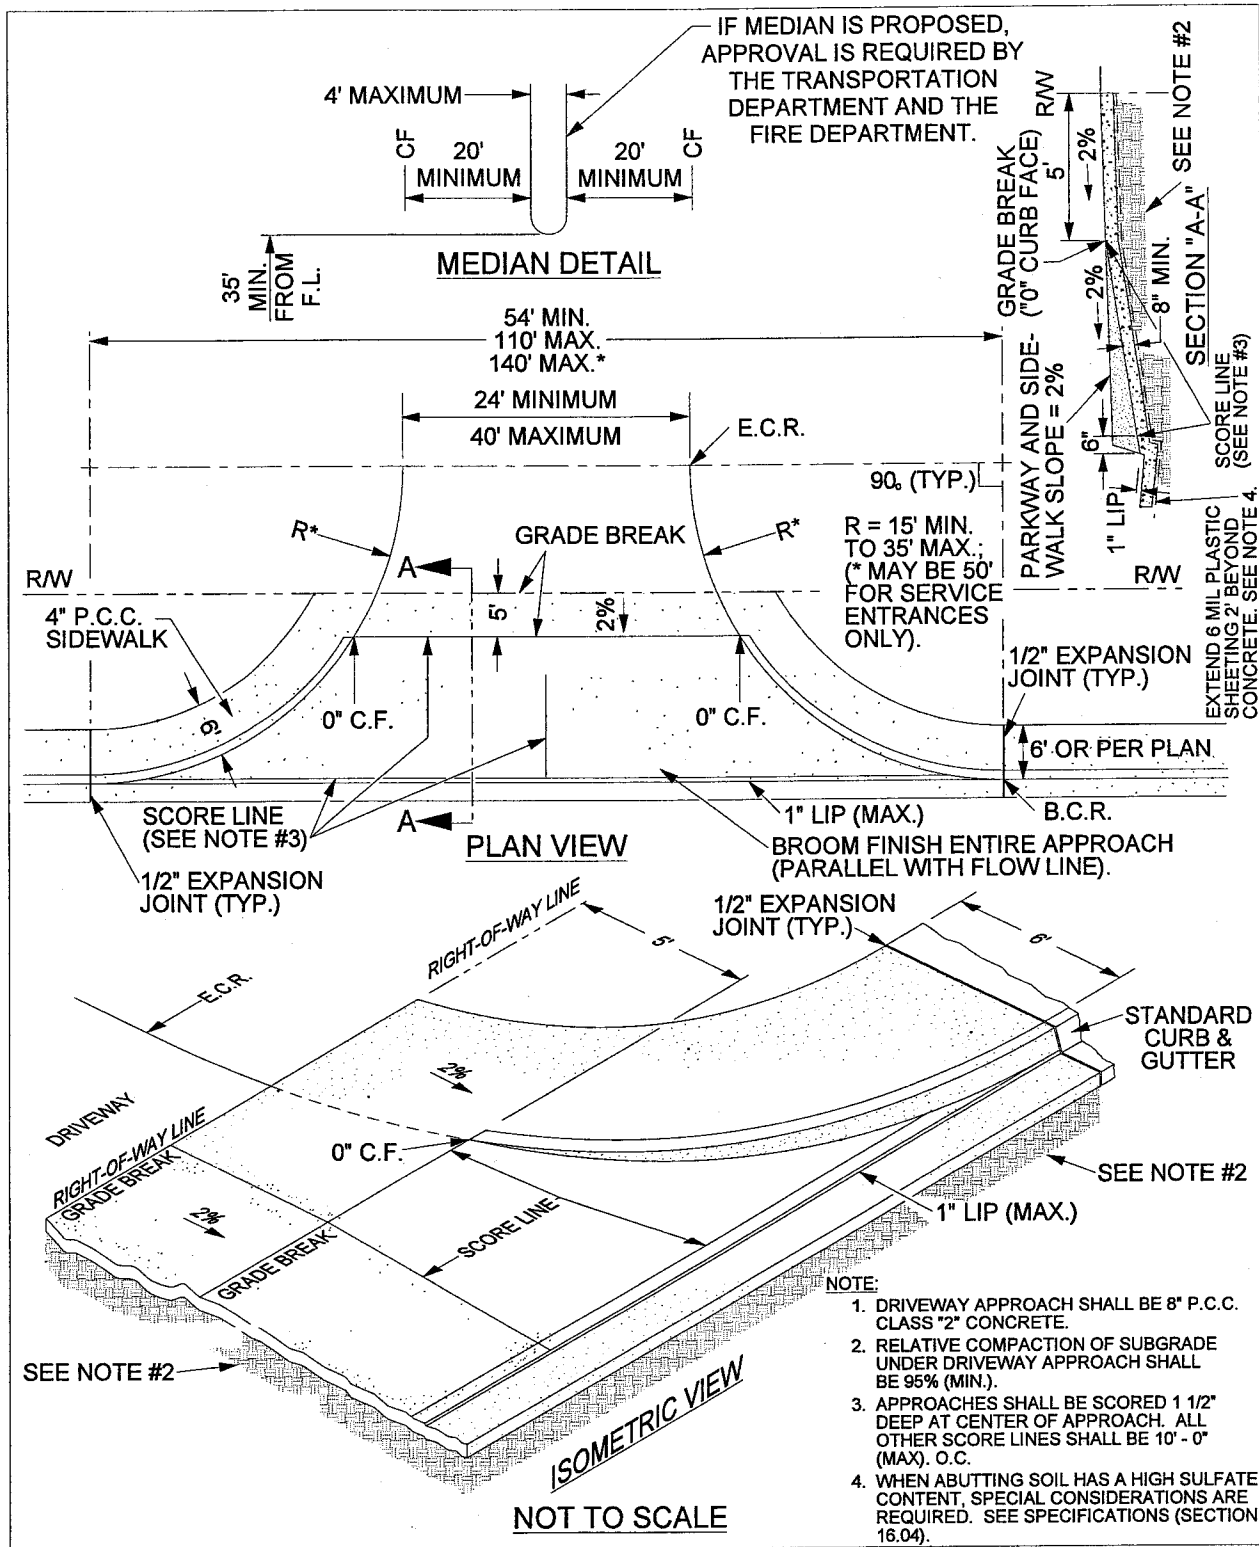 IF MEDIAN IS PROPOSED,
APPROVAL IS REQUIRED BY
THE TRANSPORTATION
DEPARTMENT AND THE
FIRE DEPARTMENT.
4' MAXIMUM
CF
20'
MINIMUM
20'
MINIMUM
CF
35'
MIN.
FROM
F.L.
MEDIAN DETAIL
R/W
5'
2%
SEE NOTE #2
GRADE BREAK
("0" CURB FACE)
2%
8" MIN.
SECTION "A-A"
PARKWAY AND SIDE-
WALK SLOPE = 2%
6"
1" LIP
SCORE LINE
(SEE NOTE #3)
EXTEND 6 MIL PLASTIC
SHEETING 2' BEYOND
CONCRETE. SEE NOTE 4.
54' MIN.
110' MAX.
140' MAX.*
24' MINIMUM
40' MAXIMUM
E.C.R.
90° (TYP.)
R*
GRADE BREAK
R*
R = 15' MIN.
TO 35' MAX.;
(* MAY BE 50'
FOR SERVICE
ENTRANCES
ONLY).
R/W
A
R/W
4" P.C.C.
SIDEWALK
5'
2%
1/2" EXPANSION
JOINT (TYP.)
6'
0" C.F.
0" C.F.
6' OR PER PLAN
SCORE LINE
(SEE NOTE #3)
A
PLAN VIEW
1" LIP (MAX.)
B.C.R.
BROOM FINISH ENTIRE APPROACH
(PARALLEL WITH FLOW LINE).
1/2" EXPANSION
JOINT (TYP.)
1/2" EXPANSION
JOINT (TYP.)
RIGHT-OF-WAY LINE
5'
6'
E.C.R.
STANDARD
CURB &
GUTTER
2%
DRIVEWAY
RIGHT-OF-WAY LINE
GRADE BREAK
0" C.F.
SEE NOTE #2
2%
SCORE LINE
1" LIP (MAX.)
GRADE BREAK
SEE NOTE #2
ISOMETRIC VIEW
NOT TO SCALE
NOTE:
1. DRIVEWAY APPROACH SHALL BE 8" P.C.C.
CLASS "2" CONCRETE.
2. RELATIVE COMPACTION OF SUBGRADE
UNDER DRIVEWAY APPROACH SHALL
BE 95% (MIN.).
3. APPROACHES SHALL BE SCORED 1 1/2"
DEEP AT CENTER OF APPROACH. ALL
OTHER SCORE LINES SHALL BE 10' - 0"
(MAX). O.C.
4. WHEN ABUTTING SOIL HAS A HIGH SULFATE
CONTENT, SPECIAL CONSIDERATIONS ARE
REQUIRED. SEE SPECIFICATIONS (SECTION
16.04).